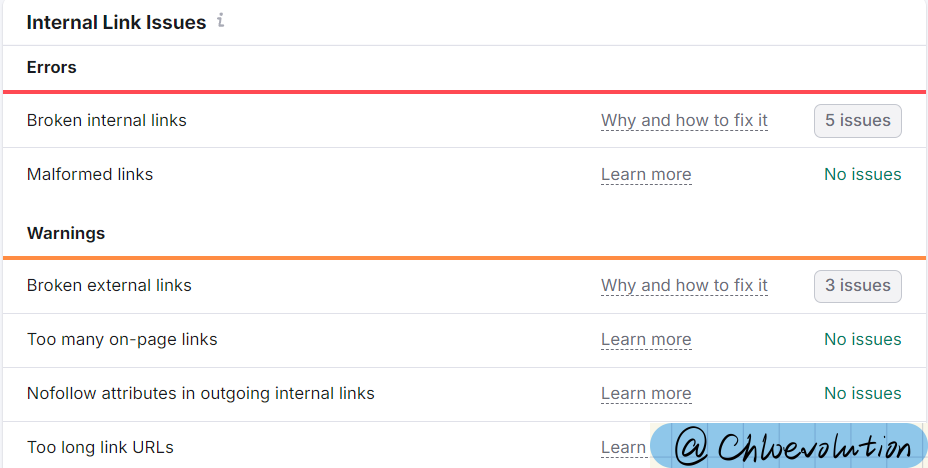 Internal Link Issues i
Errors
Broken internal links Why and how to fix it 5 issues
Malformed links Learn more No issues
Warnings
Broken external links Why and how to fix it 3 issues
Too many on-page links Learn more No issues
Nofollow attributes in outgoing internal links Learn more No issues
Too long link URLs Learn
@ Chloevolution